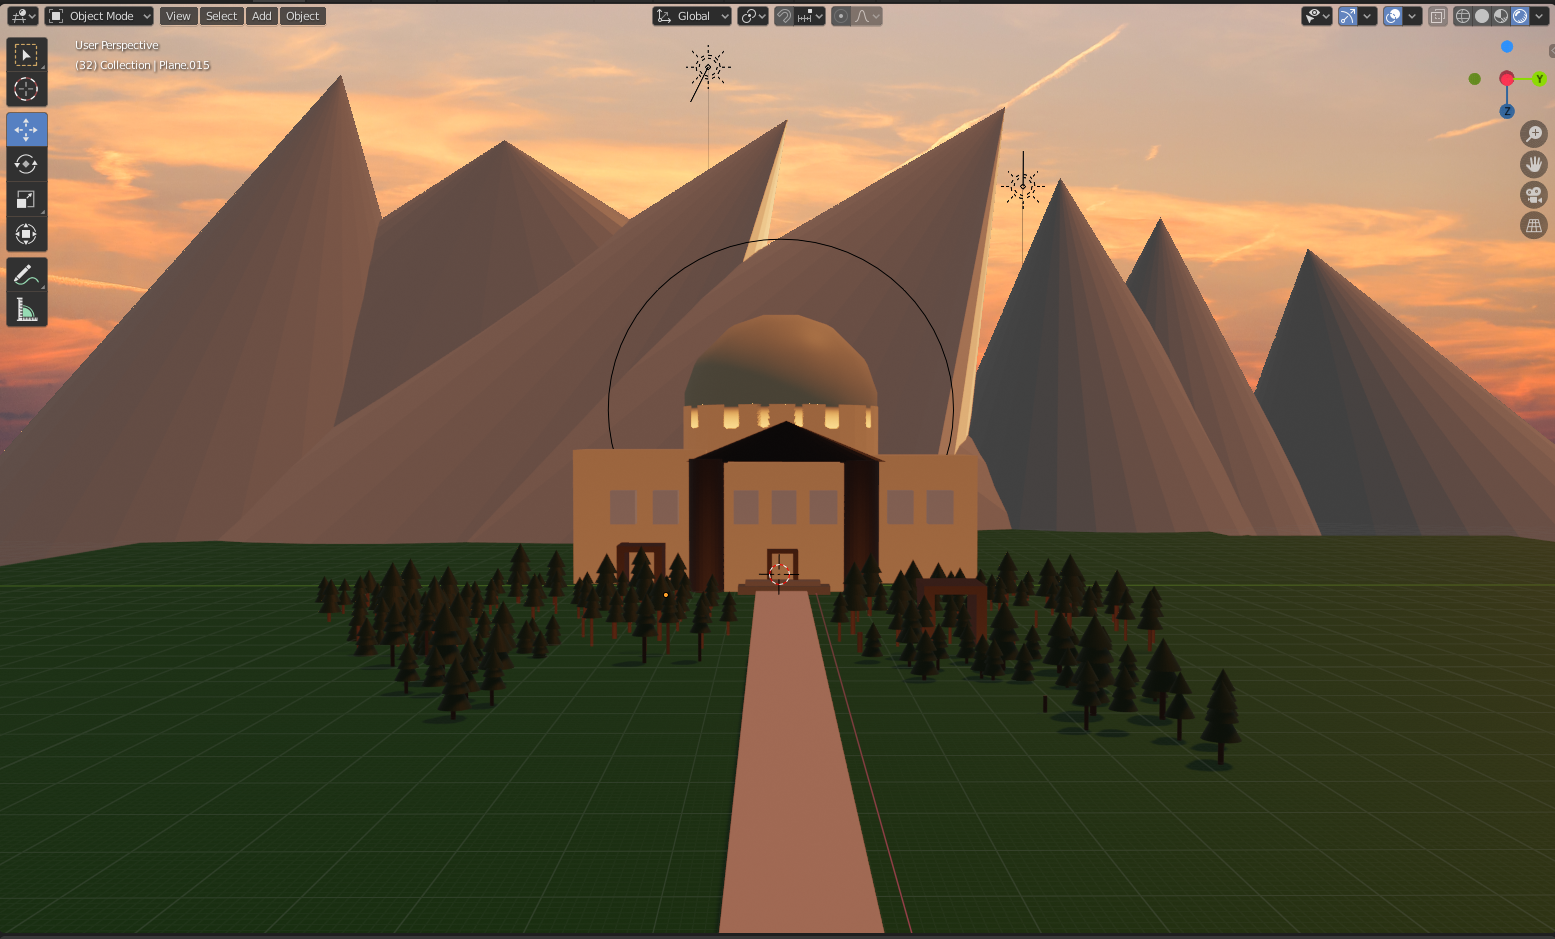 Object Mode View Select Add Object Global
User Perspective
(32) Collection | Plane.015
Y
Z